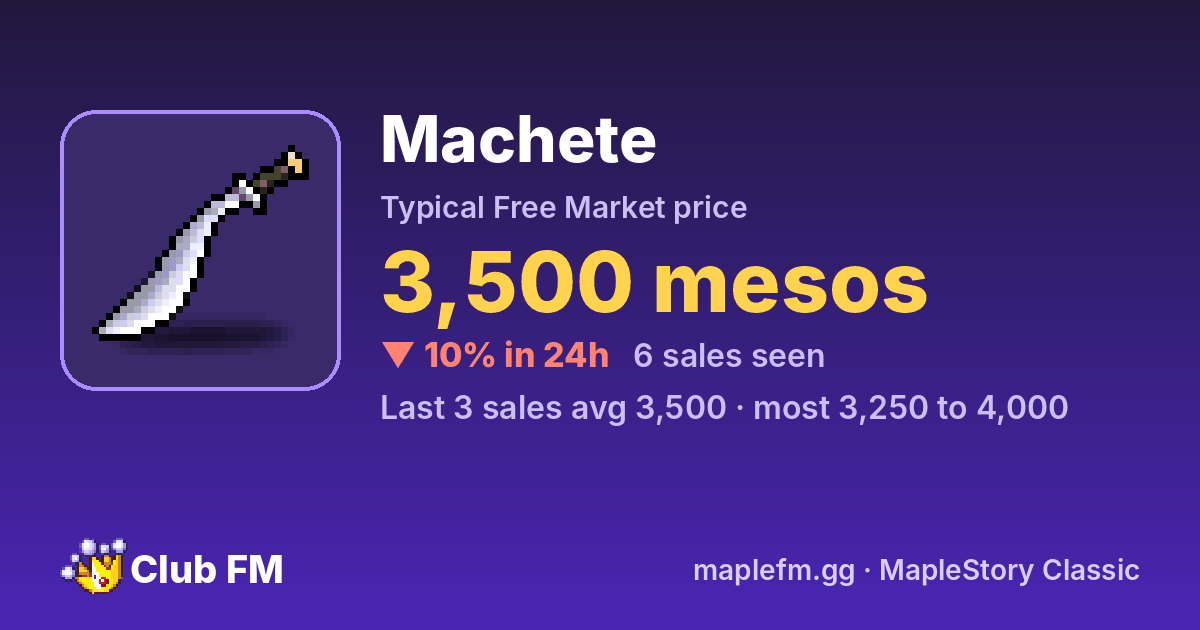 Machete
Typical Free Market price
3,500 mesos
▼ 10% in 24h 6 sales seen
Last 3 sales avg 3,500 · most 3,250 to 4,000
Club FM
maplefm.gg · MapleStory Classic